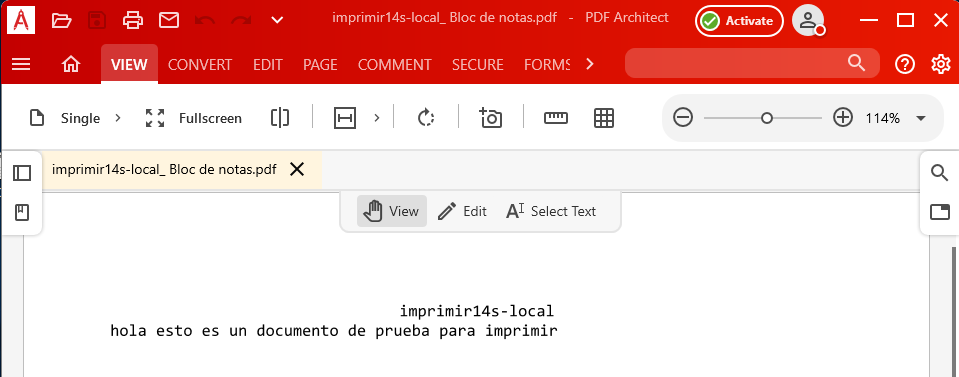 imprimir14s-local_ Bloc de notas.pdf - PDF Architect
Activate
VIEW CONVERT EDIT PAGE COMMENT SECURE FORMS
Single Fullscreen 114%
imprimir14s-local_ Bloc de notas.pdf
View Edit Select Text
imprimir14s-local
hola esto es un documento de prueba para imprimir